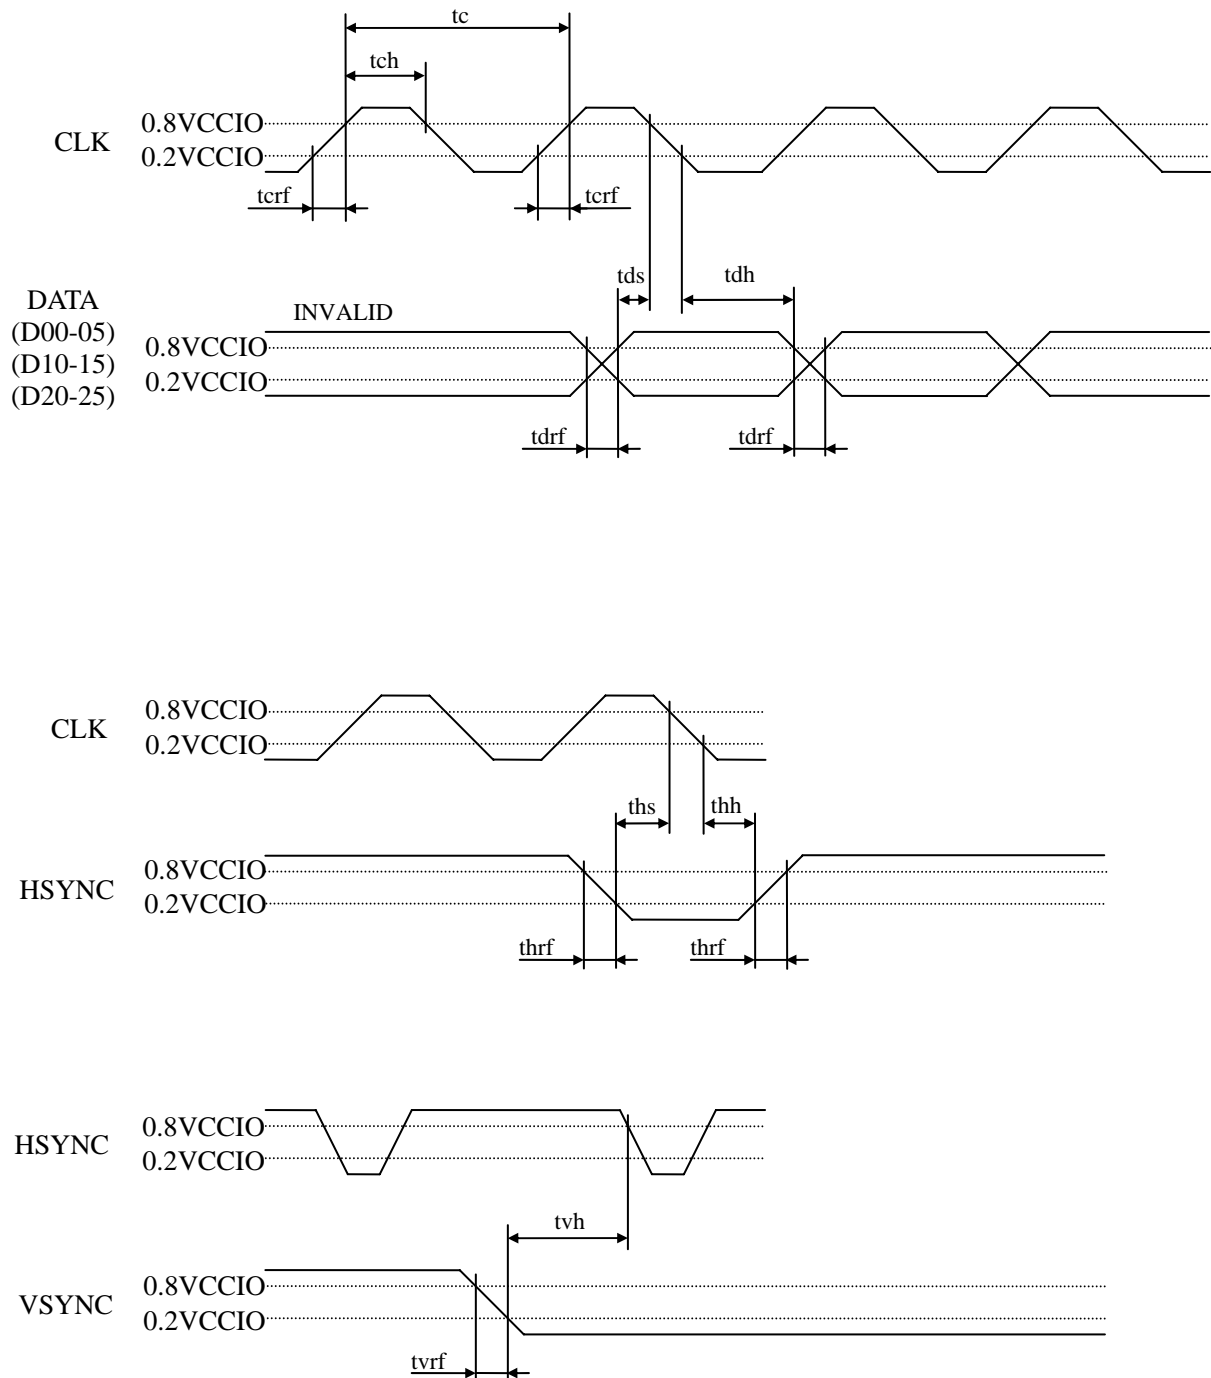 tc
tch
0.8VCCIO
CLK
0.2VCCIO
tcrf
tcrf
tds
tdh
DATA
INVALID
(D00-05)
0.8VCCIO
(D10-15)
0.2VCCIO
(D20-25)
tdrf
tdrf
0.8VCCIO
CLK
0.2VCCIO
ths
thh
0.8VCCIO
HSYNC
0.2VCCIO
thrf
thrf
0.8VCCIO
HSYNC
0.2VCCIO
tvh
0.8VCCIO
VSYNC
0.2VCCIO
tvrf